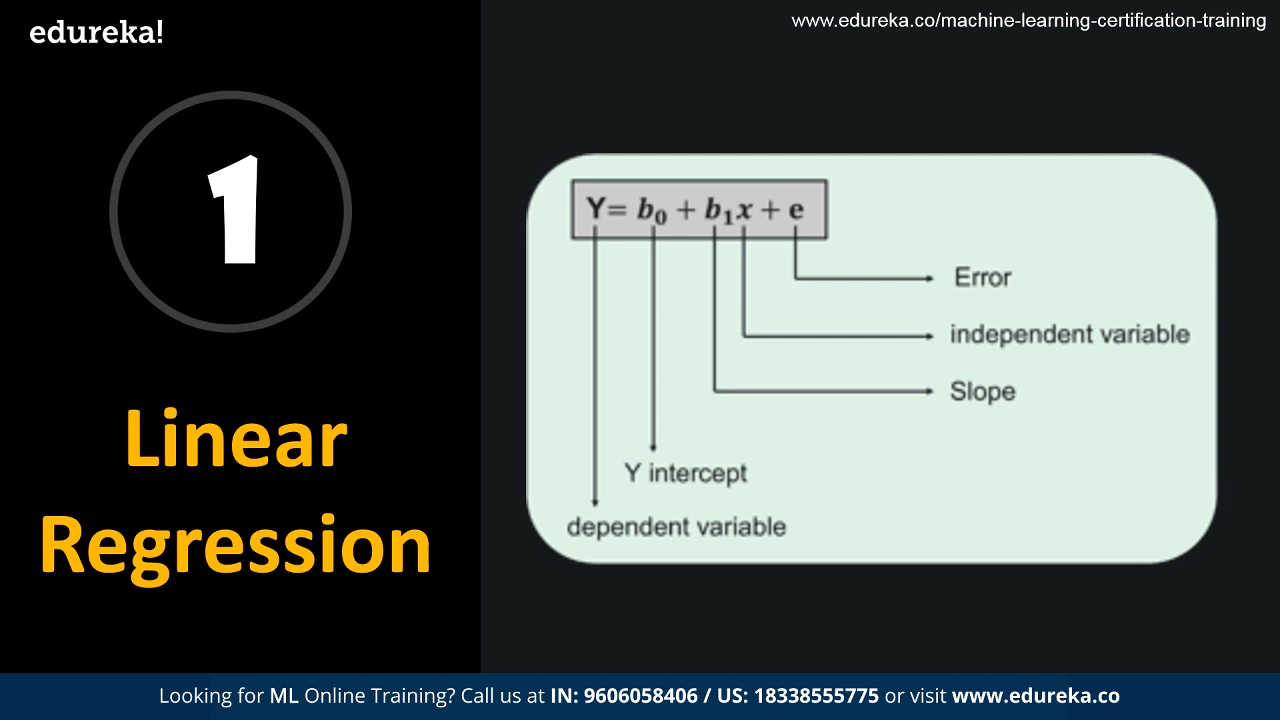 edureka!
www.edureka.co/machine-learning-certification-training
1
Linear
Regression
Y= b₀ + b₁x + e
Error
independent variable
Slope
Y intercept
dependent variable
Looking for ML Online Training? Call us at IN: 9606058406 / US: 18338555775 or visit www.edureka.co